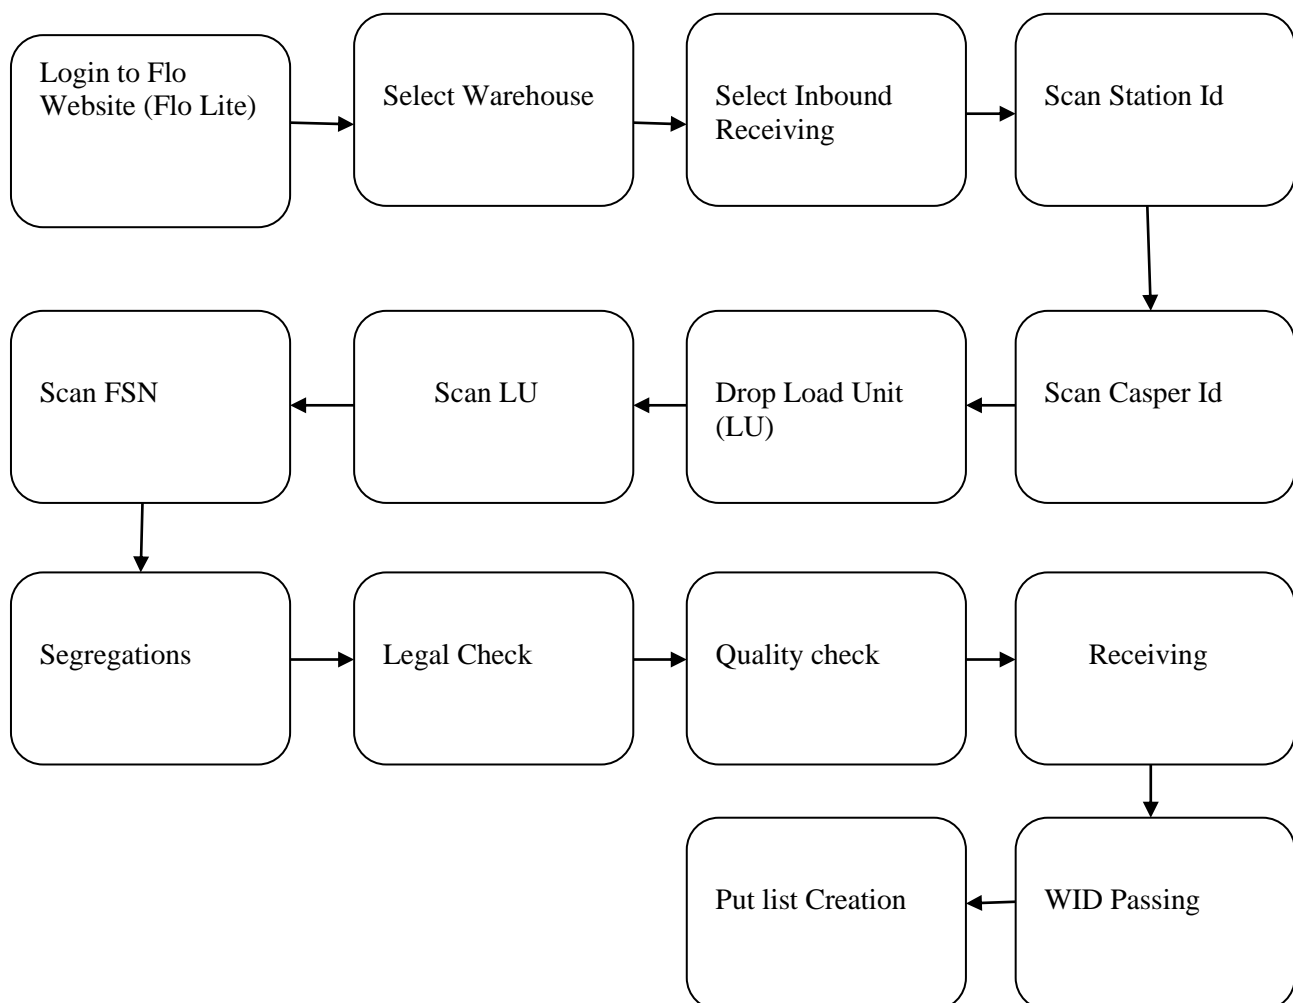 Login to Flo
Website (Flo Lite)
Select Warehouse
Select Inbound
Receiving
Scan Station Id
Scan Casper Id
Drop Load Unit
(LU)
Scan LU
Scan FSN
Segregations
Legal Check
Quality check
Receiving
WID Passing
Put list Creation